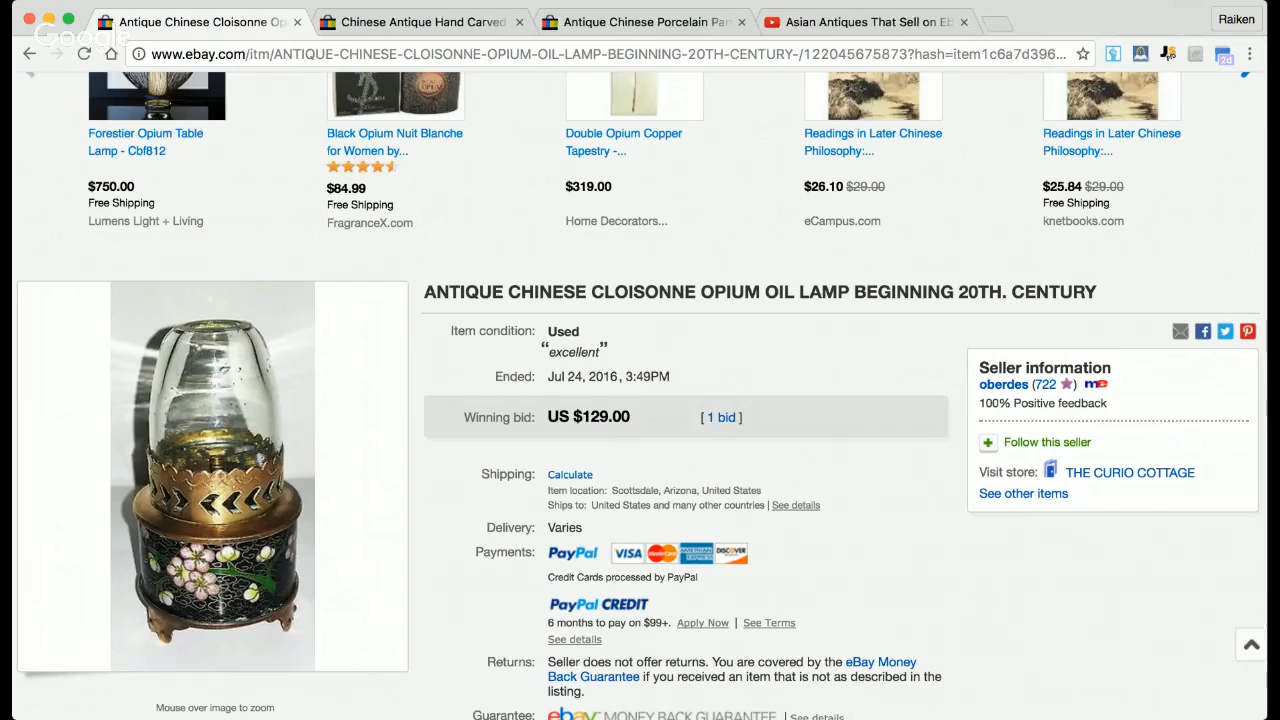 Antique Chinese Cloisonne Op
Chinese Antique Hand Carved
Antique Chinese Porcelain Pa
Asian Antiques That Sell on Eb
Raiken
Google
www.ebay.com/itm/ANTIQUE-CHINESE-CLOISONNE-OPIUM-OIL-LAMP-BEGINNING-20TH-CENTURY-/122045675873?hash=item1c6a7d396...
2d
Forestier Opium Table
Lamp - Cbf812
$750.00
Free Shipping
Lumens Light + Living
Black Opium Nuit Blanche
for Women by...
$84.99
Free Shipping
FragranceX.com
Double Opium Copper
Tapestry -...
$319.00
Home Decorators...
Readings in Later Chinese
Philosophy:...
$26.10 $29.00
eCampus.com
Readings in Later Chinese
Philosophy:...
$25.84 $29.00
Free Shipping
knetbooks.com
ANTIQUE CHINESE CLOISONNE OPIUM OIL LAMP BEGINNING 20TH. CENTURY
Item condition: Used
“excellent”
Ended: Jul 24, 2016 , 3:49PM
Winning bid: US $129.00 [ 1 bid ]
Shipping: Calculate
Item location: Scottsdale, Arizona, United States
Ships to: United States and many other countries | See details
Delivery: Varies
Payments: PayPal VISA MasterCard AMERICAN EXPRESS DISCOVER
Credit Cards processed by PayPal
PayPal CREDIT
6 months to pay on $99+. Apply Now | See Terms
See details
Returns: Seller does not offer returns. You are covered by the eBay Money
Back Guarantee if you received an item that is not as described in the
listing.
Guarantee: ebay MONEY BACK GUARANTEE | See details
Seller information
oberdes (722 ) me
100% Positive feedback
Follow this seller
Visit store: THE CURIO COTTAGE
See other items
Mouse over image to zoom